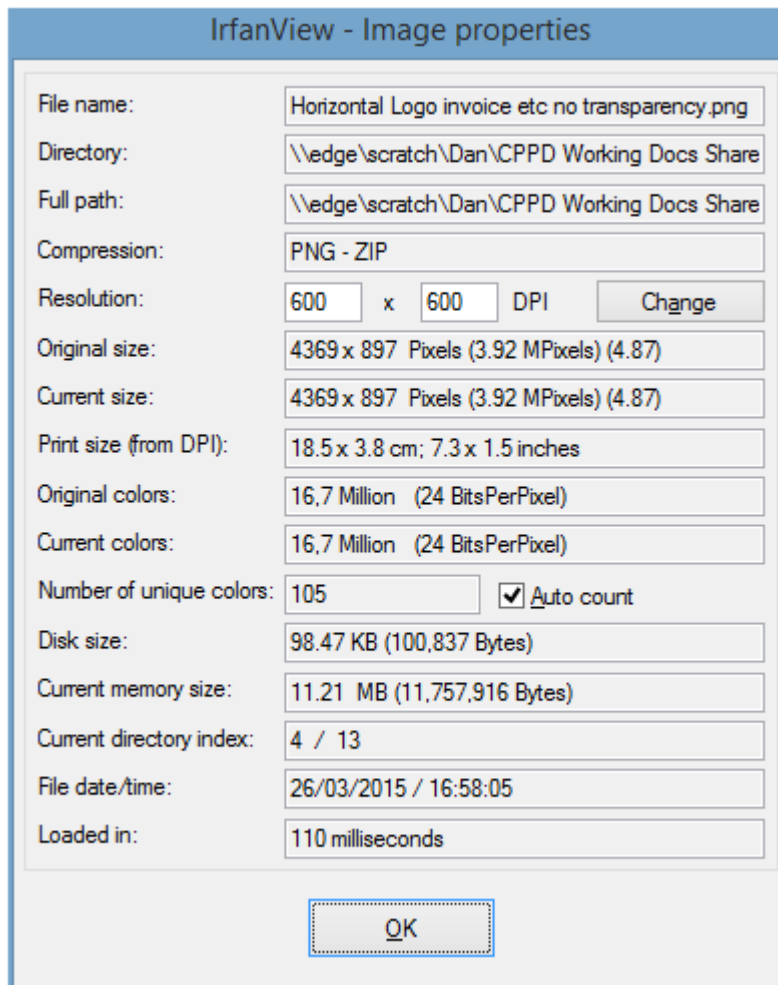 IrfanView - Image properties
File name: Horizontal Logo invoice etc no transparency.png
Directory: \\edge\scratch\Dan\CPPD Working Docs Share
Full path: \\edge\scratch\Dan\CPPD Working Docs Share
Compression: PNG - ZIP
Resolution: 600 x 600 DPI Change
Original size: 4369 x 897 Pixels (3.92 MPixels) (4.87)
Current size: 4369 x 897 Pixels (3.92 MPixels) (4.87)
Print size (from DPI): 18.5 x 3.8 cm; 7.3 x 1.5 inches
Original colors: 16,7 Million (24 BitsPerPixel)
Current colors: 16,7 Million (24 BitsPerPixel)
Number of unique colors: 105 Auto count
Disk size: 98.47 KB (100,837 Bytes)
Current memory size: 11.21 MB (11,757,916 Bytes)
Current directory index: 4 / 13
File date/time: 26/03/2015 / 16:58:05
Loaded in: 110 milliseconds
OK